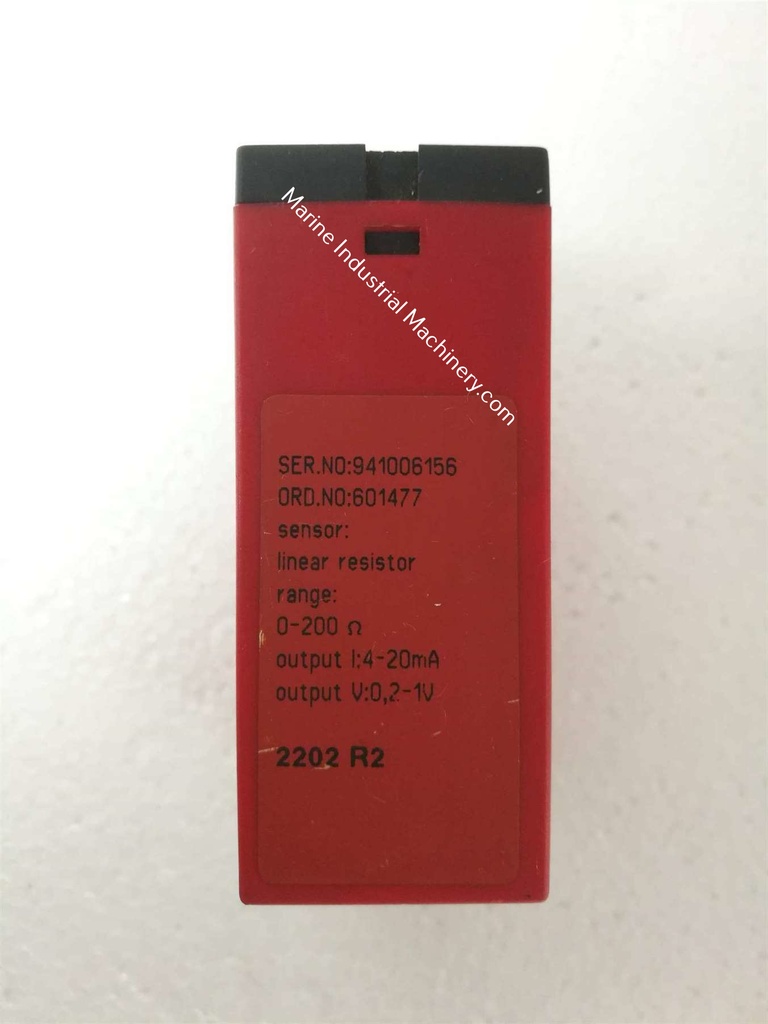 Marine Industrial Machinery.com
SER.NO:941006156
ORD.NO:601477
sensor:
linear resistor
range:
0-200 Ω
output I:4-20mA
output V:0,2-1V
2202 R2